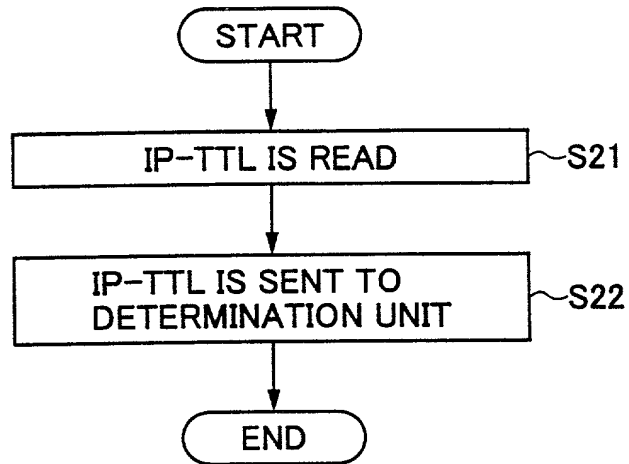 START
IP-TTL IS READ
S21
IP-TTL IS SENT TO
DETERMINATION UNIT
S22
END